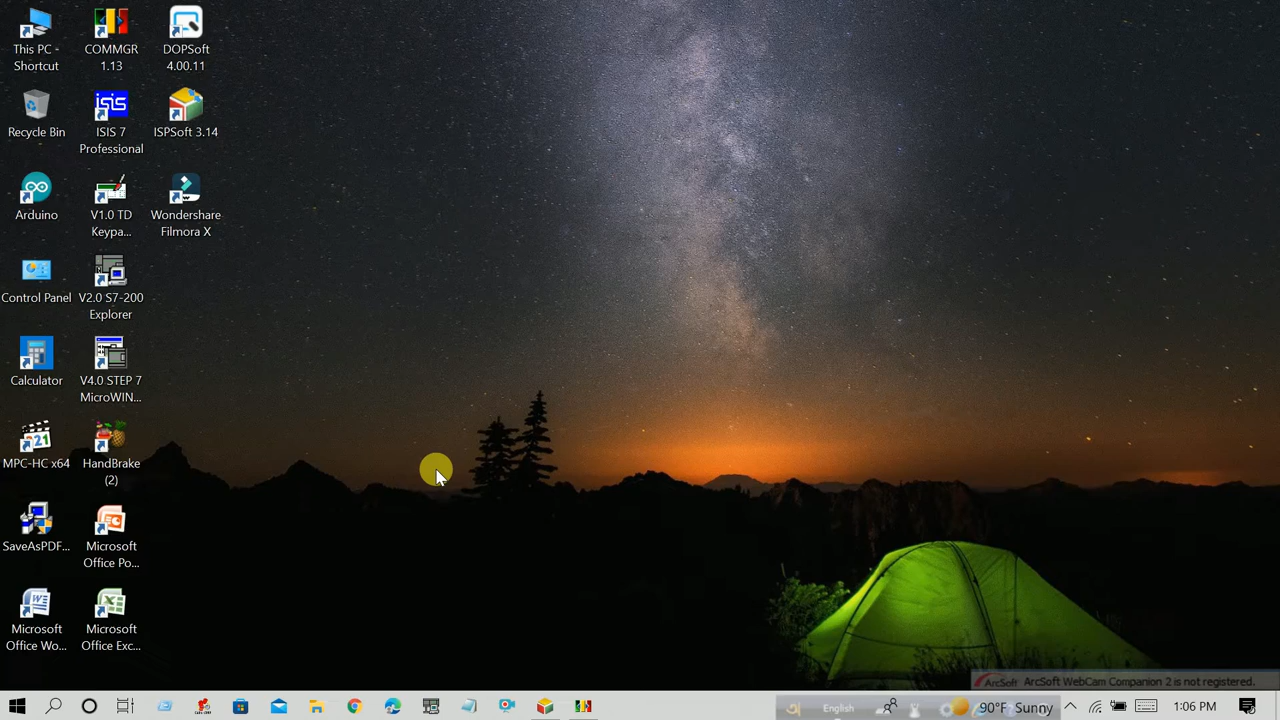 This PC -
Shortcut
COMMGR
1.13
DOPSoft
4.00.11
Recycle Bin
isis
ISIS 7
Professional
ISPSoft 3.14
Arduino
V1.0 TD
Keypa...
Wondershare
Filmora X
Control Panel
V2.0 S7-200
Explorer
Calculator
V4.0 STEP 7
MicroWIN...
321
MPC-HC x64
HandBrake
(2)
SaveAsPDF...
Microsoft
Office Po...
Microsoft
Office Wo...
Microsoft
Office Exc...
ArcSoft
ArcSoft WebCam Companion 2 is not registered.
English
90°F Sunny
1:06 PM